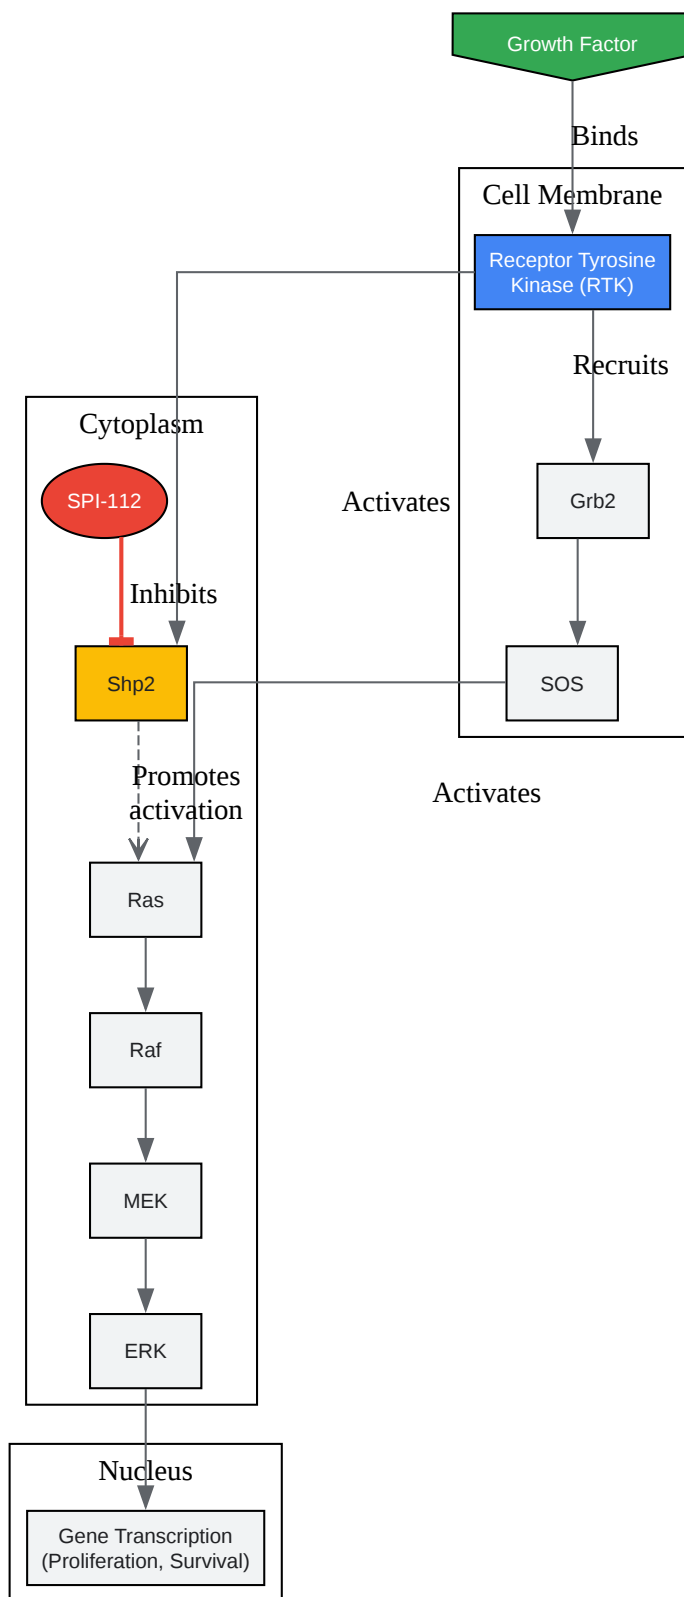 Growth Factor
Binds
Cell Membrane
Receptor Tyrosine
Kinase (RTK)
Recruits
Cytoplasm
SPI-112
Activates
Grb2
Inhibits
Shp2
SOS
Promotes
activation
Activates
Ras
Raf
MEK
ERK
Nucleus
Gene Transcription
(Proliferation, Survival)